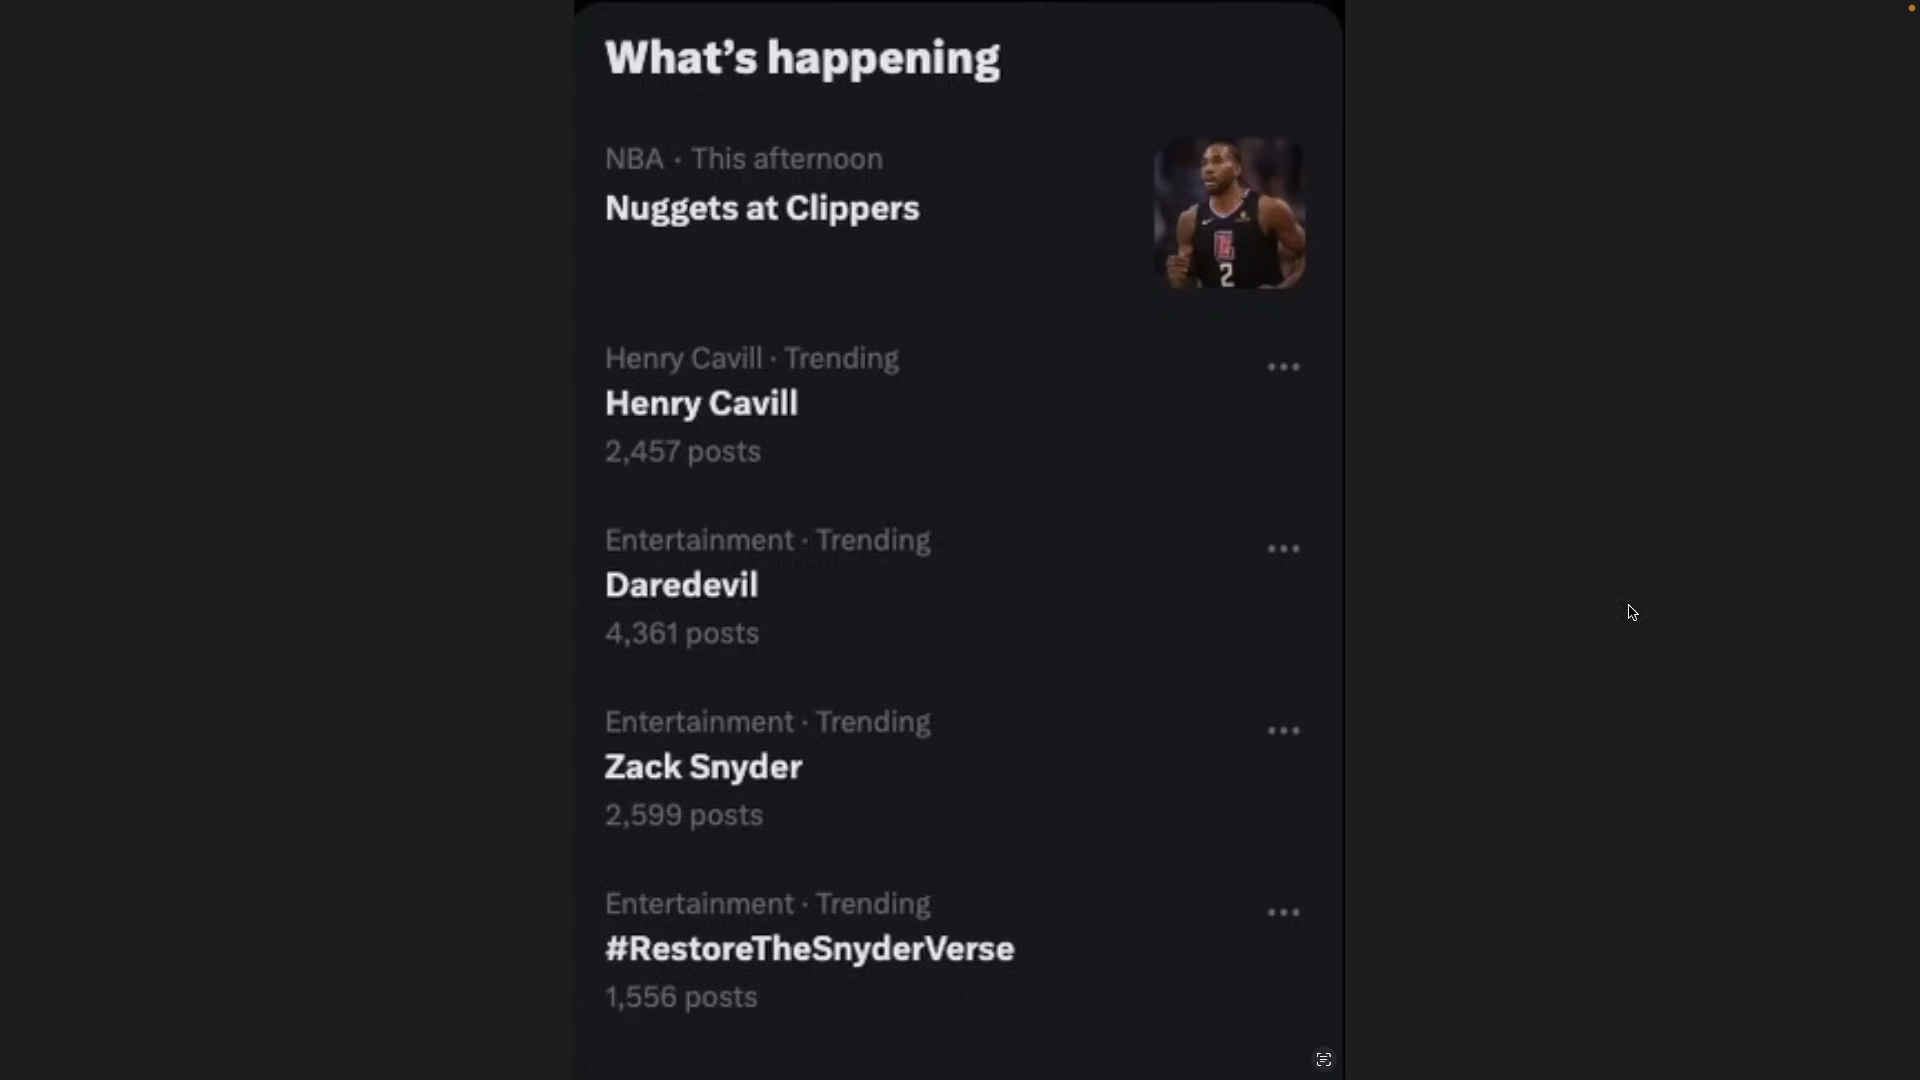 What's happening
NBA · This afternoon
Nuggets at Clippers
2
Henry Cavill · Trending
Henry Cavill
2,457 posts
Entertainment · Trending
Daredevil
4,361 posts
Entertainment · Trending
Zack Snyder
2,599 posts
Entertainment · Trending
#RestoreTheSnyderVerse
1,556 posts